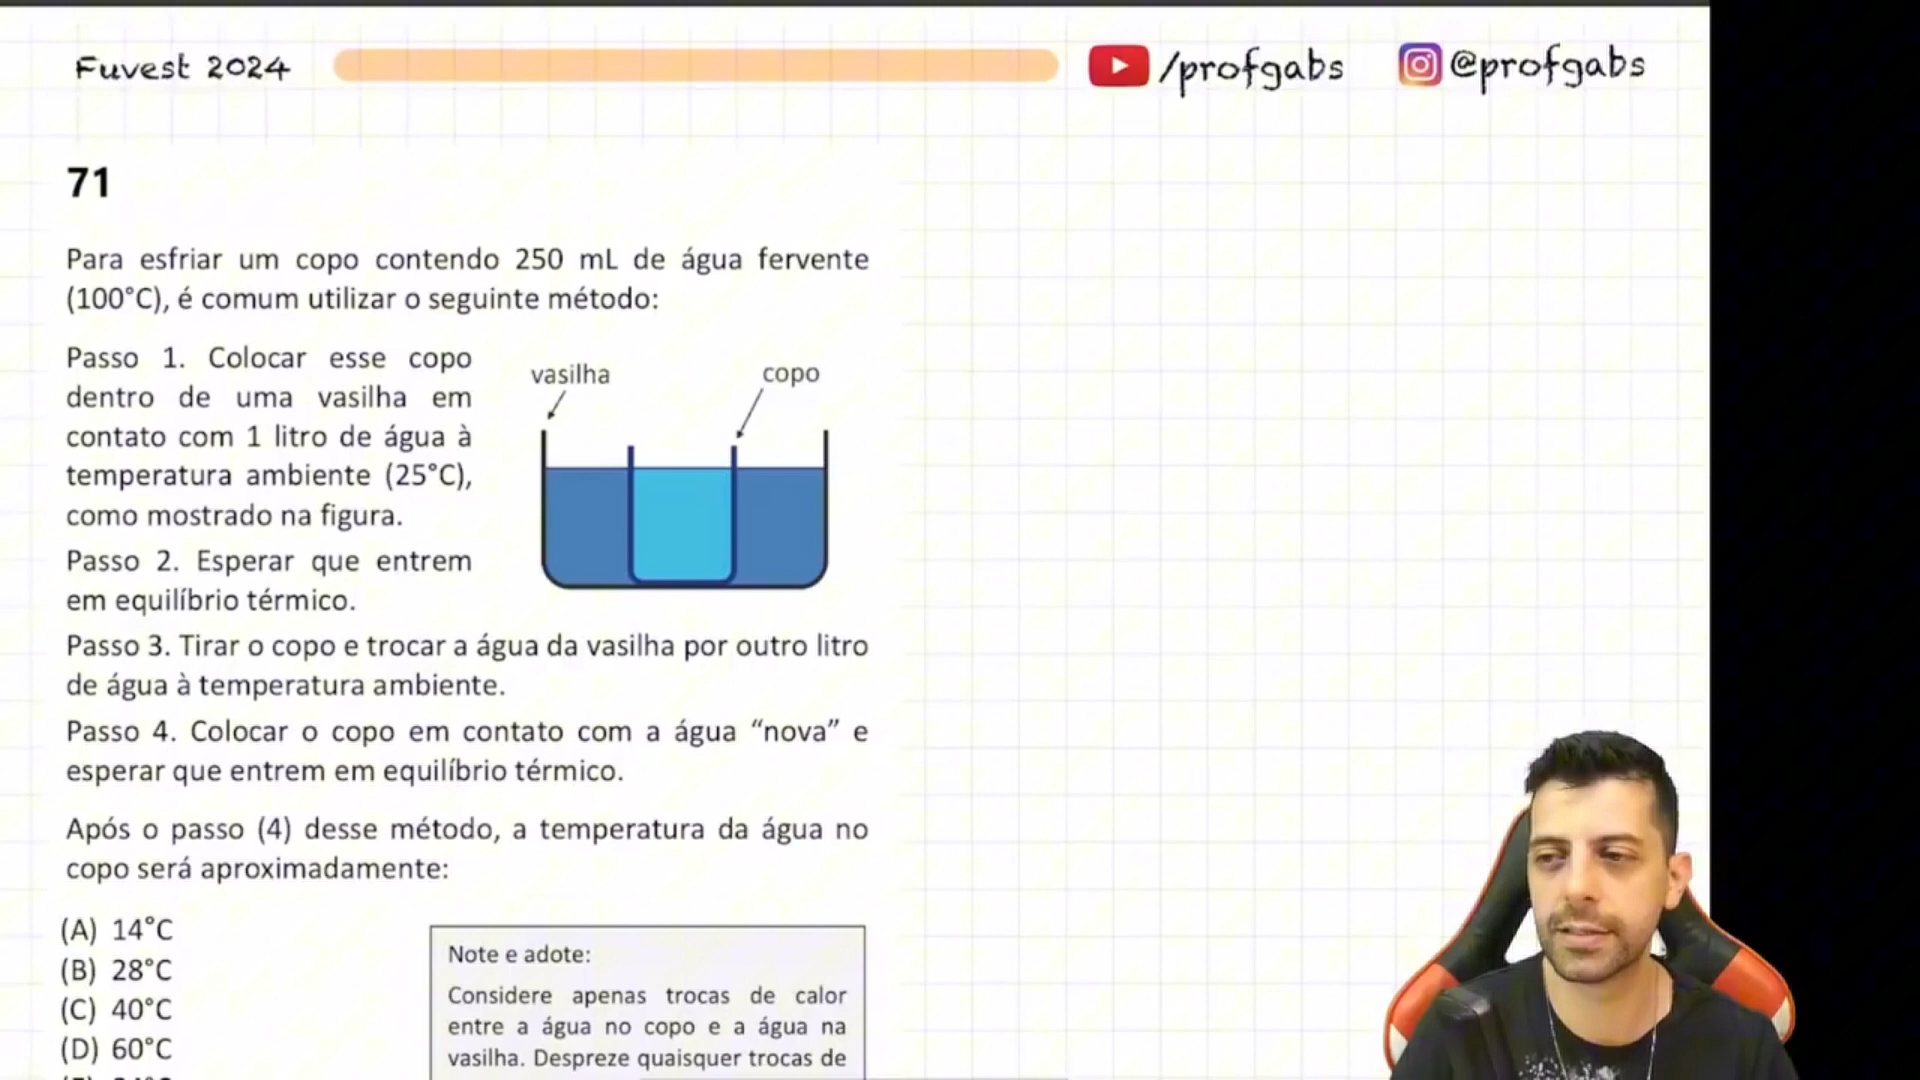 Fuvest 2024
/profgabs
@profgabs
71
Para esfriar um copo contendo 250 mL de água fervente
(100°C), é comum utilizar o seguinte método:
Passo 1. Colocar esse copo
dentro de uma vasilha em
contato com 1 litro de água à
temperatura ambiente (25°C),
como mostrado na figura.
Passo 2. Esperar que entrem
em equilíbrio térmico.
vasilha
copo
Passo 3. Tirar o copo e trocar a água da vasilha por outro litro
de água à temperatura ambiente.
Passo 4. Colocar o copo em contato com a água “nova” e
esperar que entrem em equilíbrio térmico.
Após o passo (4) desse método, a temperatura da água no
copo será aproximadamente:
(A) 14°C
(B) 28°C
(C) 40°C
(D) 60°C
Note e adote:
Considere apenas trocas de calor
entre a água no copo e a água na
vasilha. Despreze quaisquer trocas de